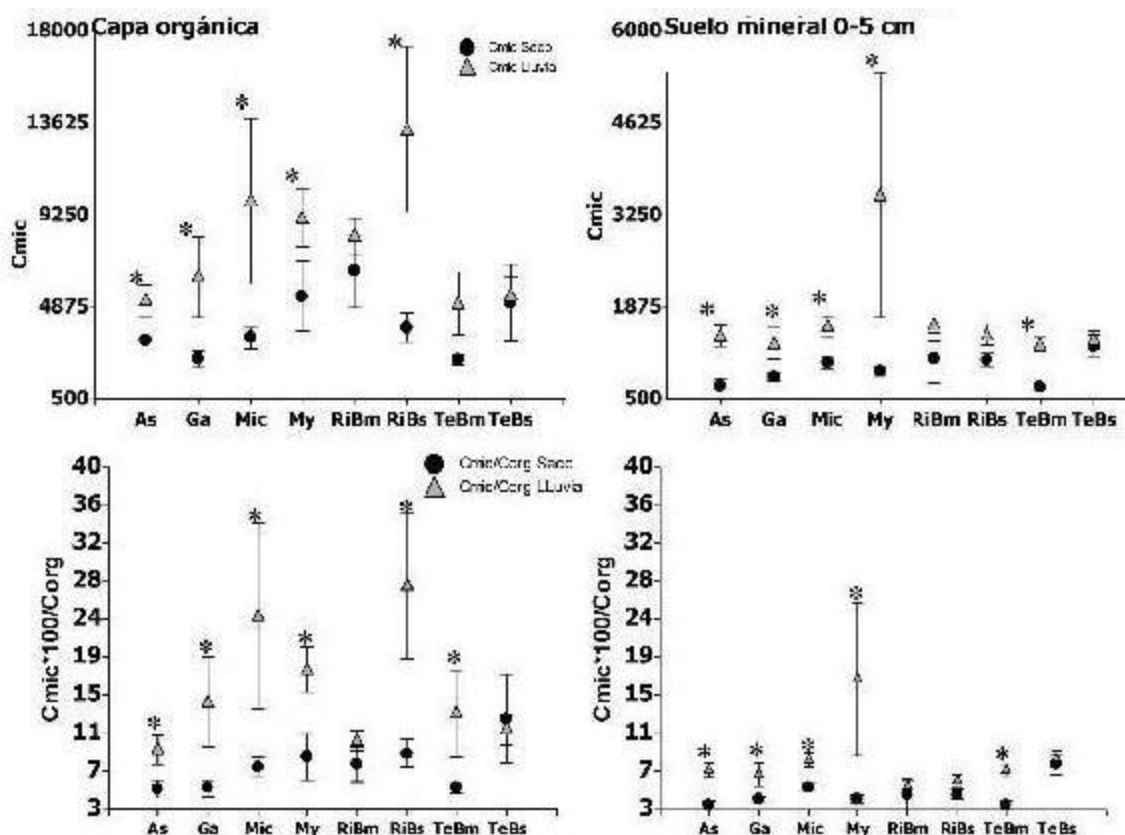 Capa orgánica
18000
13625
9250
4875
500
Cmic
Cmic Seco
Cmic Lluvia
* * * * *
As Ga Mic My RiBm RiBs TeBm TeBs
Suelo mineral 0-5 cm
6000
4625
3250
1875
500
Cmic
* * * * *
As Ga Mic My RiBm RiBs TeBm TeBs
40
36
32
28
24
19
15
11
7
3
Cmic*100/Corg
Cmic/Corg Seco
Cmic/Corg LLuvia
* * * * * *
As Ga Mic My RiBm RiBs TeBm TeBs
40
36
32
28
24
19
15
11
7
3
Cmic*100/Corg
* * * * *
As Ga Mic My RiBm RiBs TeBm TeBs